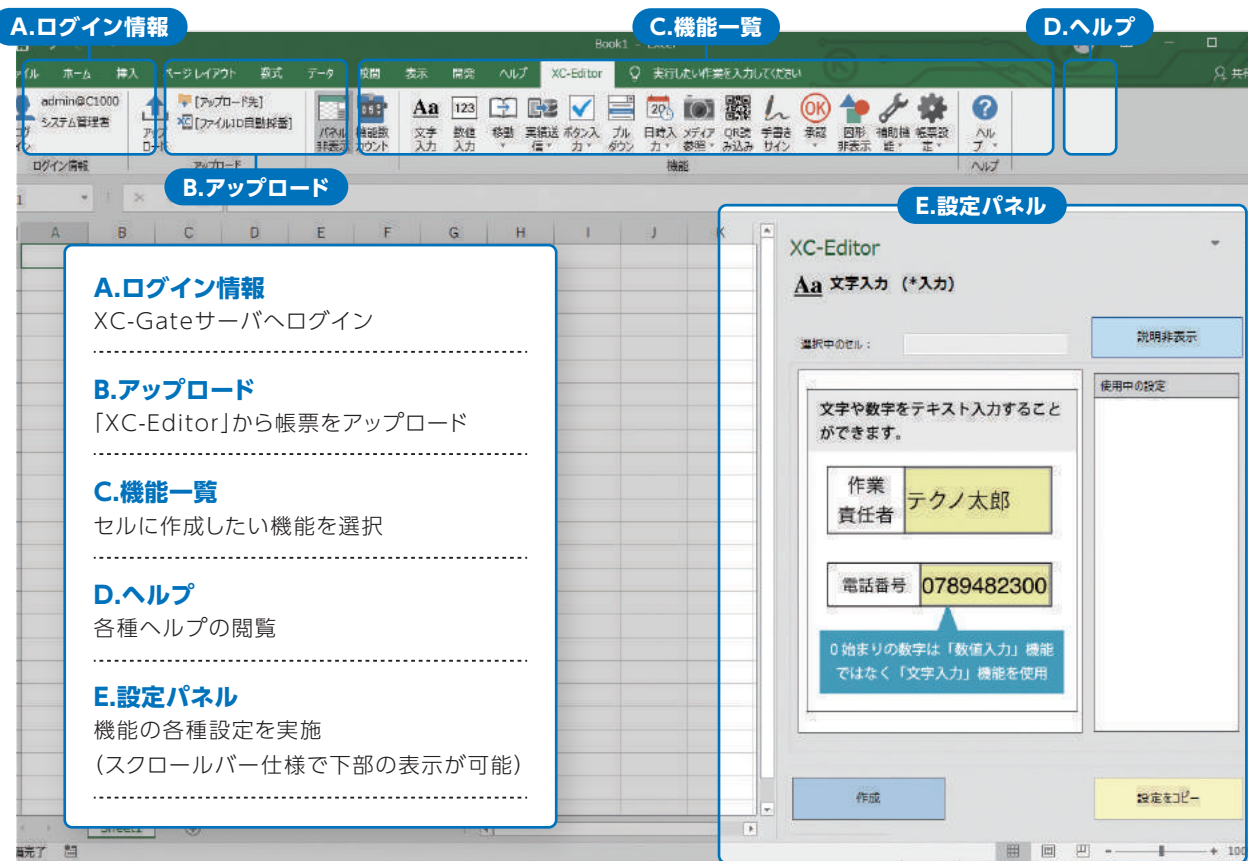 A.ログイン情報
C.機能一覧
D.ヘルプ
Book1 - Excel
ホーム 挿入 ページレイアウト 数式 データ 校閲 表示 開発 ヘルプ XC-Editor 実行したい作業を入力してください
admin@C1000
システム管理者
ログイン情報
アップロード
[アップロード先]
[ファイルID自動採番]
アップロード
パネル
非表示
機能数
カウント
Aa
文字
入力
123
数値
入力
移動
実績送
信
ボタン入
力
プル
ダウン
20
日時入
力
メディア
参照
QR読
み込み
手書き
サイン
OK
承認
図形
非表示
補助機
能
帳票設
定
機能
ヘル
プ
ヘルプ
B.アップロード
E.設定パネル
A B C D E F G H I J K
A.ログイン情報
XC-Gateサーバへログイン
B.アップロード
「XC-Editor」から帳票をアップロード
C.機能一覧
セルに作成したい機能を選択
D.ヘルプ
各種ヘルプの閲覧
E.設定パネル
機能の各種設定を実施
(スクロールバー仕様で下部の表示が可能)
XC-Editor
Aa 文字入力 (*入力)
選択中のセル：
説明非表示
使用中の設定
文字や数字をテキスト入力すること
ができます。
作業
責任者
テクノ太郎
電話番号 0789482300
0始まりの数字は「数値入力」機能
ではなく「文字入力」機能を使用
作成
設定をコピー
Sheet1
- + 100